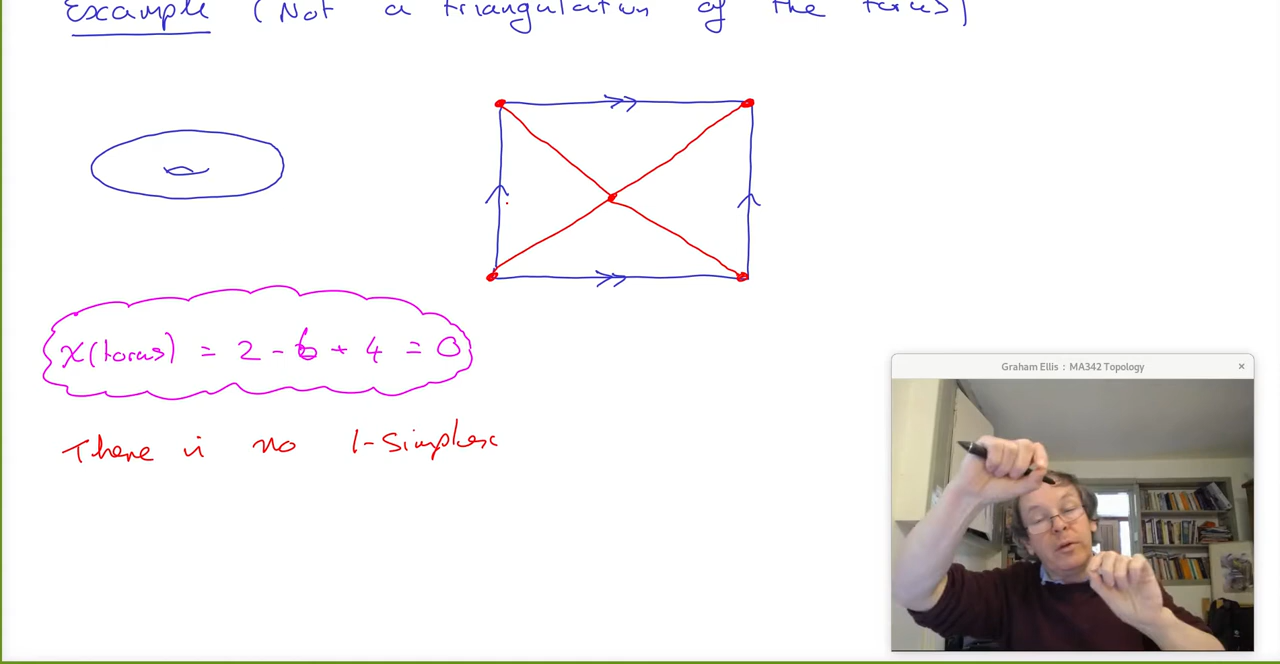 Example (Not a triangulation of the torus)
χ(torus) = 2 - 6 + 4 = 0
There is no 1-simplex
Graham Ellis : MA342 Topology